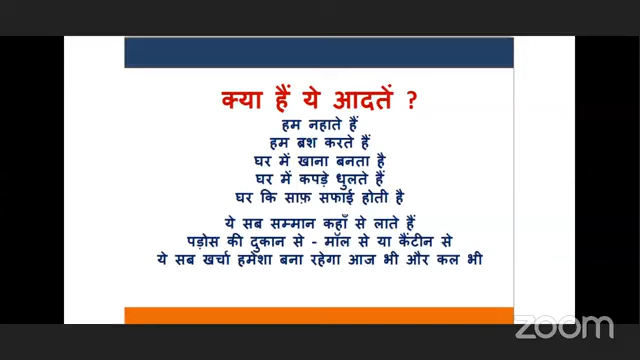 क्या हैं ये आदतें ?
हम नहाते हैं
हम ब्रश करते हैं
घर में खाना बनता है
घर में कपड़े धुलते हैं
घर कि साफ़ सफाई होती है
ये सब सम्मान कहाँ से लाते हैं
पड़ोस की दुकान से - मॉल से या कैंटीन से
ये सब खर्चा हमेशा बना रहेगा आज भी और कल भी
zoom